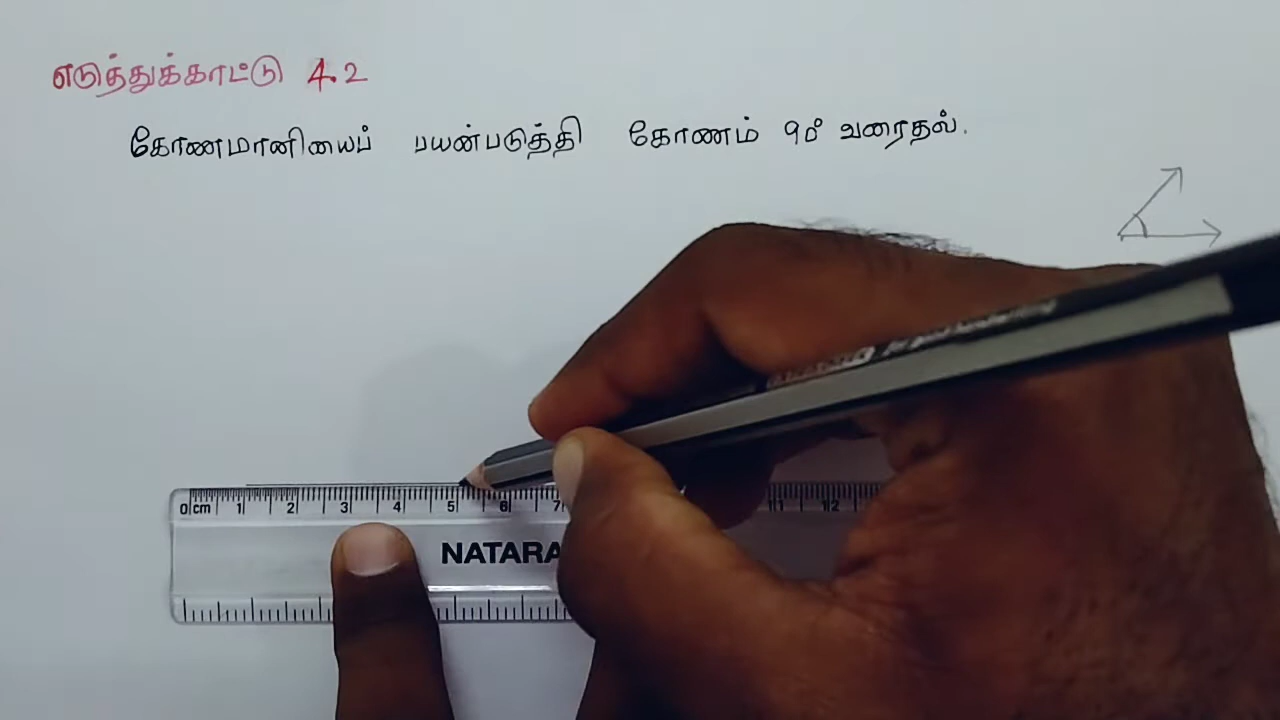 எடுத்துக்காட்டு 4.2
கோணமானியைப் பயன்படுத்தி கோணம் 90° வரைதல்.
0 cm 1 2 3 4 5 6 7 11 12
NATARA